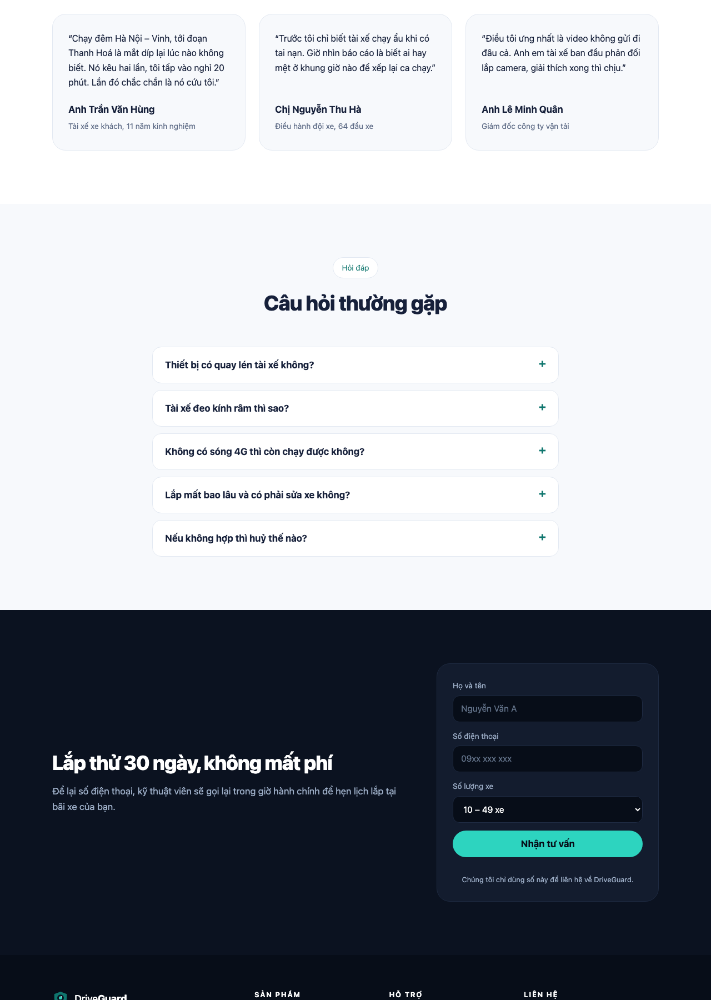 “Chạy đêm Hà Nội – Vinh, tới đoạn
Thanh Hoá là mắt díp lại lúc nào không
biết. Nó kêu hai lần, tôi tấp vào nghỉ 20
phút. Lần đó chắc chắn là nó cứu tôi.”
Anh Trần Văn Hùng
Tài xế xe khách, 11 năm kinh nghiệm
“Trước tôi chỉ biết tài xế chạy ẩu khi có
tai nạn. Giờ nhìn báo cáo là biết ai hay
mệt ở khung giờ nào để xếp lại ca chạy.”
Chị Nguyễn Thu Hà
Điều hành đội xe, 64 đầu xe
“Điều tôi ưng nhất là video không gửi đi
đâu cả. Anh em tài xế ban đầu phản đối
lắp camera, giải thích xong thì chịu.”
Anh Lê Minh Quân
Giám đốc công ty vận tải
Hỏi đáp
Câu hỏi thường gặp
Thiết bị có quay lén tài xế không? +
Tài xế đeo kính râm thì sao? +
Không có sóng 4G thì còn chạy được không? +
Lắp mất bao lâu và có phải sửa xe không? +
Nếu không hợp thì huỷ thế nào? +
Lắp thử 30 ngày, không mất phí
Để lại số điện thoại, kỹ thuật viên sẽ gọi lại trong giờ hành chính để hẹn lịch lắp tại
bãi xe của bạn.
Họ và tên
Nguyễn Văn A
Số điện thoại
09xx xxx xxx
Số lượng xe
10 – 49 xe
Nhận tư vấn
Chúng tôi chỉ dùng số này để liên hệ về DriveGuard.
DriveGuard
SẢN PHẨM
HỖ TRỢ
LIÊN HỆ